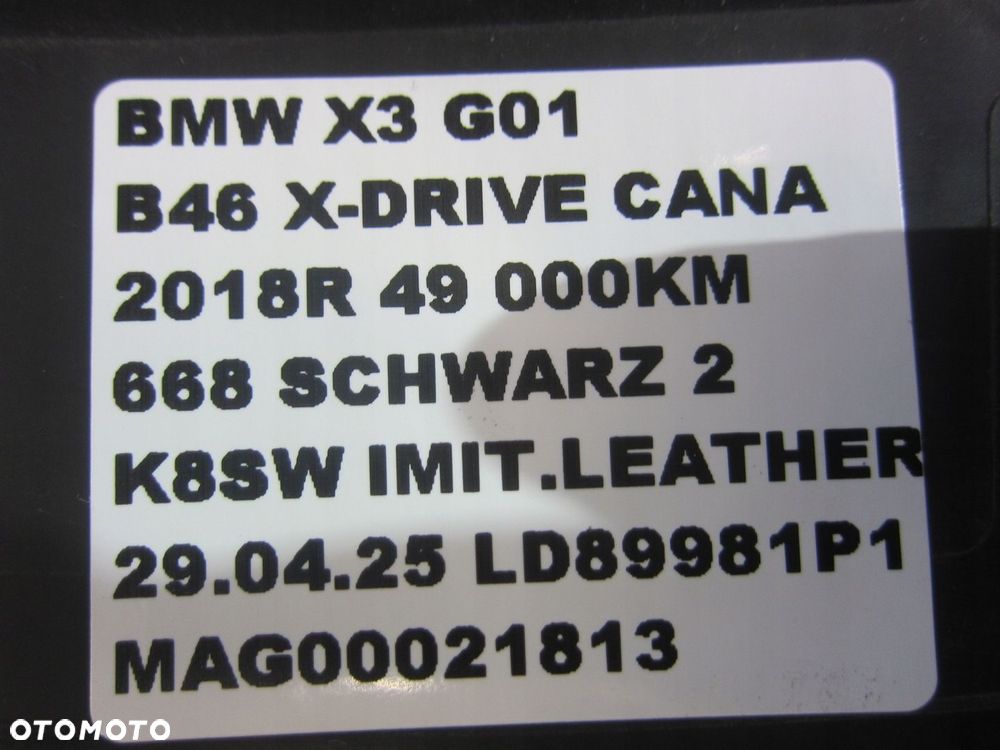 BMW X3 G01
B46 X-DRIVE CANA
2018R 49 000KM
668 SCHWARZ 2
K8SW IMIT.LEATHER
29.04.25 LD89981P1
MAG00021813
OTOMOTO